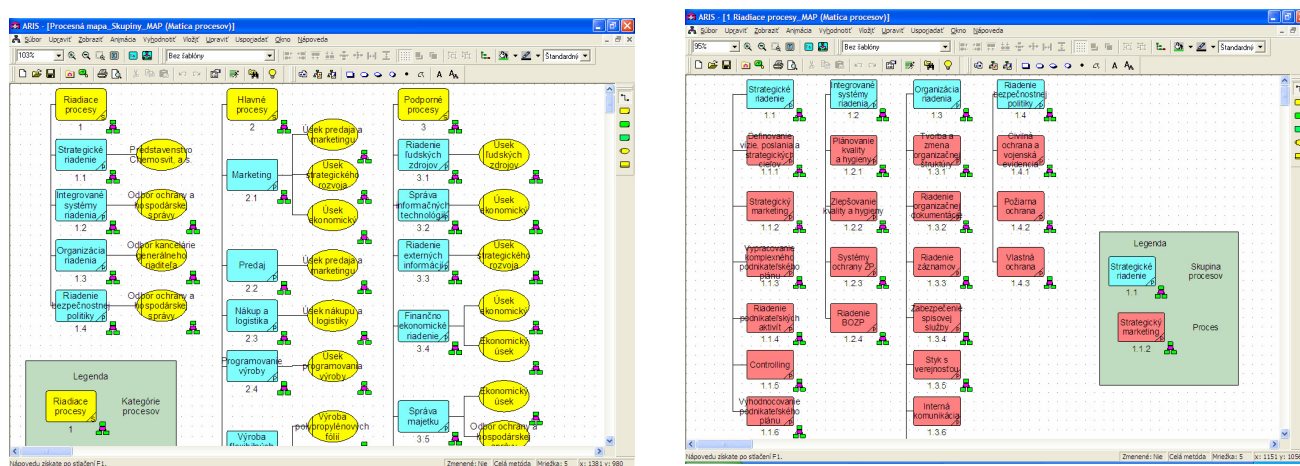 ARIS - [Procesná mapa_Skupiny_MAP (Matica procesov)]
Súbor Upraviť Zobraziť Animácia Vyhodnotiť Vložiť Upraviť Usporiadať Okno Nápoveda
103%
Bez šablóny
Štandardný
Riadiace
procesy
1
Hlavné
procesy
2
Podporné
procesy
3
Strategické
riadenie
1.1
Predstavenstvo
Chemosvit, a.s.
Integrované
systémy
riadenia
1.2
Odbor ochrany a
hospodárskej
správy
Organizácia
riadenia
1.3
Odbor kancelárie
generálneho
riaditeľa
Riadenie
bezpečnostnej
politiky
1.4
Odbor ochrany a
hospodárskej
správy
Marketing
2.1
Úsek predaja a
marketingu
Úsek
strategického
rozvoja
Úsek
ekonomický
Predaj
2.2
Úsek predaja a
marketingu
Nákup a
logistika
2.3
Úsek nákupu a
logistiky
Programovanie
výroby
2.4
Úsek
programovania
výroby
Výroba
flexibilných
Výroba
polypropylénových
fólií
Riadenie
ľudských
zdrojov
3.1
Úsek
ľudských
zdrojov
Správa
informačných
technológií
3.2
Úsek
ekonomický
Riadenie
externých
informácií
3.3
Úsek
strategického
rozvoja
Finančno
ekonomické
riadenie
3.4
Úsek
ekonomický
Ekonomický
úsek
Správa
majetku
3.5
Ekonomický
úsek
Odbor ochrany a
hospodárskej
správy
Legenda
Riadiace
procesy
1
Kategórie
procesov
Nápovedu získate po stlačení F1.
Zmenené: Nie Celá metóda Mriežka: 5 x: 1381 y: 980
ARIS - [1 Riadiace procesy_MAP (Matica procesov)]
Súbor Upraviť Zobraziť Animácia Vyhodnotiť Vložiť Upraviť Usporiadať Okno Nápoveda
95%
Bez šablóny
Štandardný
Strategické
riadenie
1.1
Integrované
systémy
riadenia
1.2
Organizácia
riadenia
1.3
Riadenie
bezpečnostnej
politiky
1.4
Definovanie
vízie, poslania a
strategických
cieľov
1.1.1
Plánovanie
kvality
a hygieny
1.2.1
Tvorba a
zmena
organizačnej
štruktúry
1.3.1
Civilná
ochrana a
vojenská
evidencia
1.4.1
Strategický
marketing
1.1.2
Zlepšovanie
kvality a hygieny
1.2.2
Riadenie
organizačnej
dokumentácie
1.3.2
Požiarna
ochrana
1.4.2
Vypracovanie
komplexného
podnikateľského
plánu
1.1.3
Systémy
ochrany ŽP
1.2.3
Riadenie
záznamov
1.3.3
Vlastná
ochrana
1.4.3
Riadenie
podnikateľských
aktivít
1.1.4
Riadenie
BOZP
1.2.4
Zabezpečenie
spisovej
služby
1.3.4
Controlling
1.1.5
Styk s
verejnosťou
1.3.5
Vyhodnocovanie
podnikateľského
plánu
1.1.6
Interná
komunikácia
1.3.6
Legenda
Strategické
riadenie
1.1
Skupina
procesov
Strategický
marketing
1.1.2
Proces
Nápovedu získate po stlačení F1.
Zmenené: Nie Celá metóda Mriežka: 5 x: 1151 y: 1056